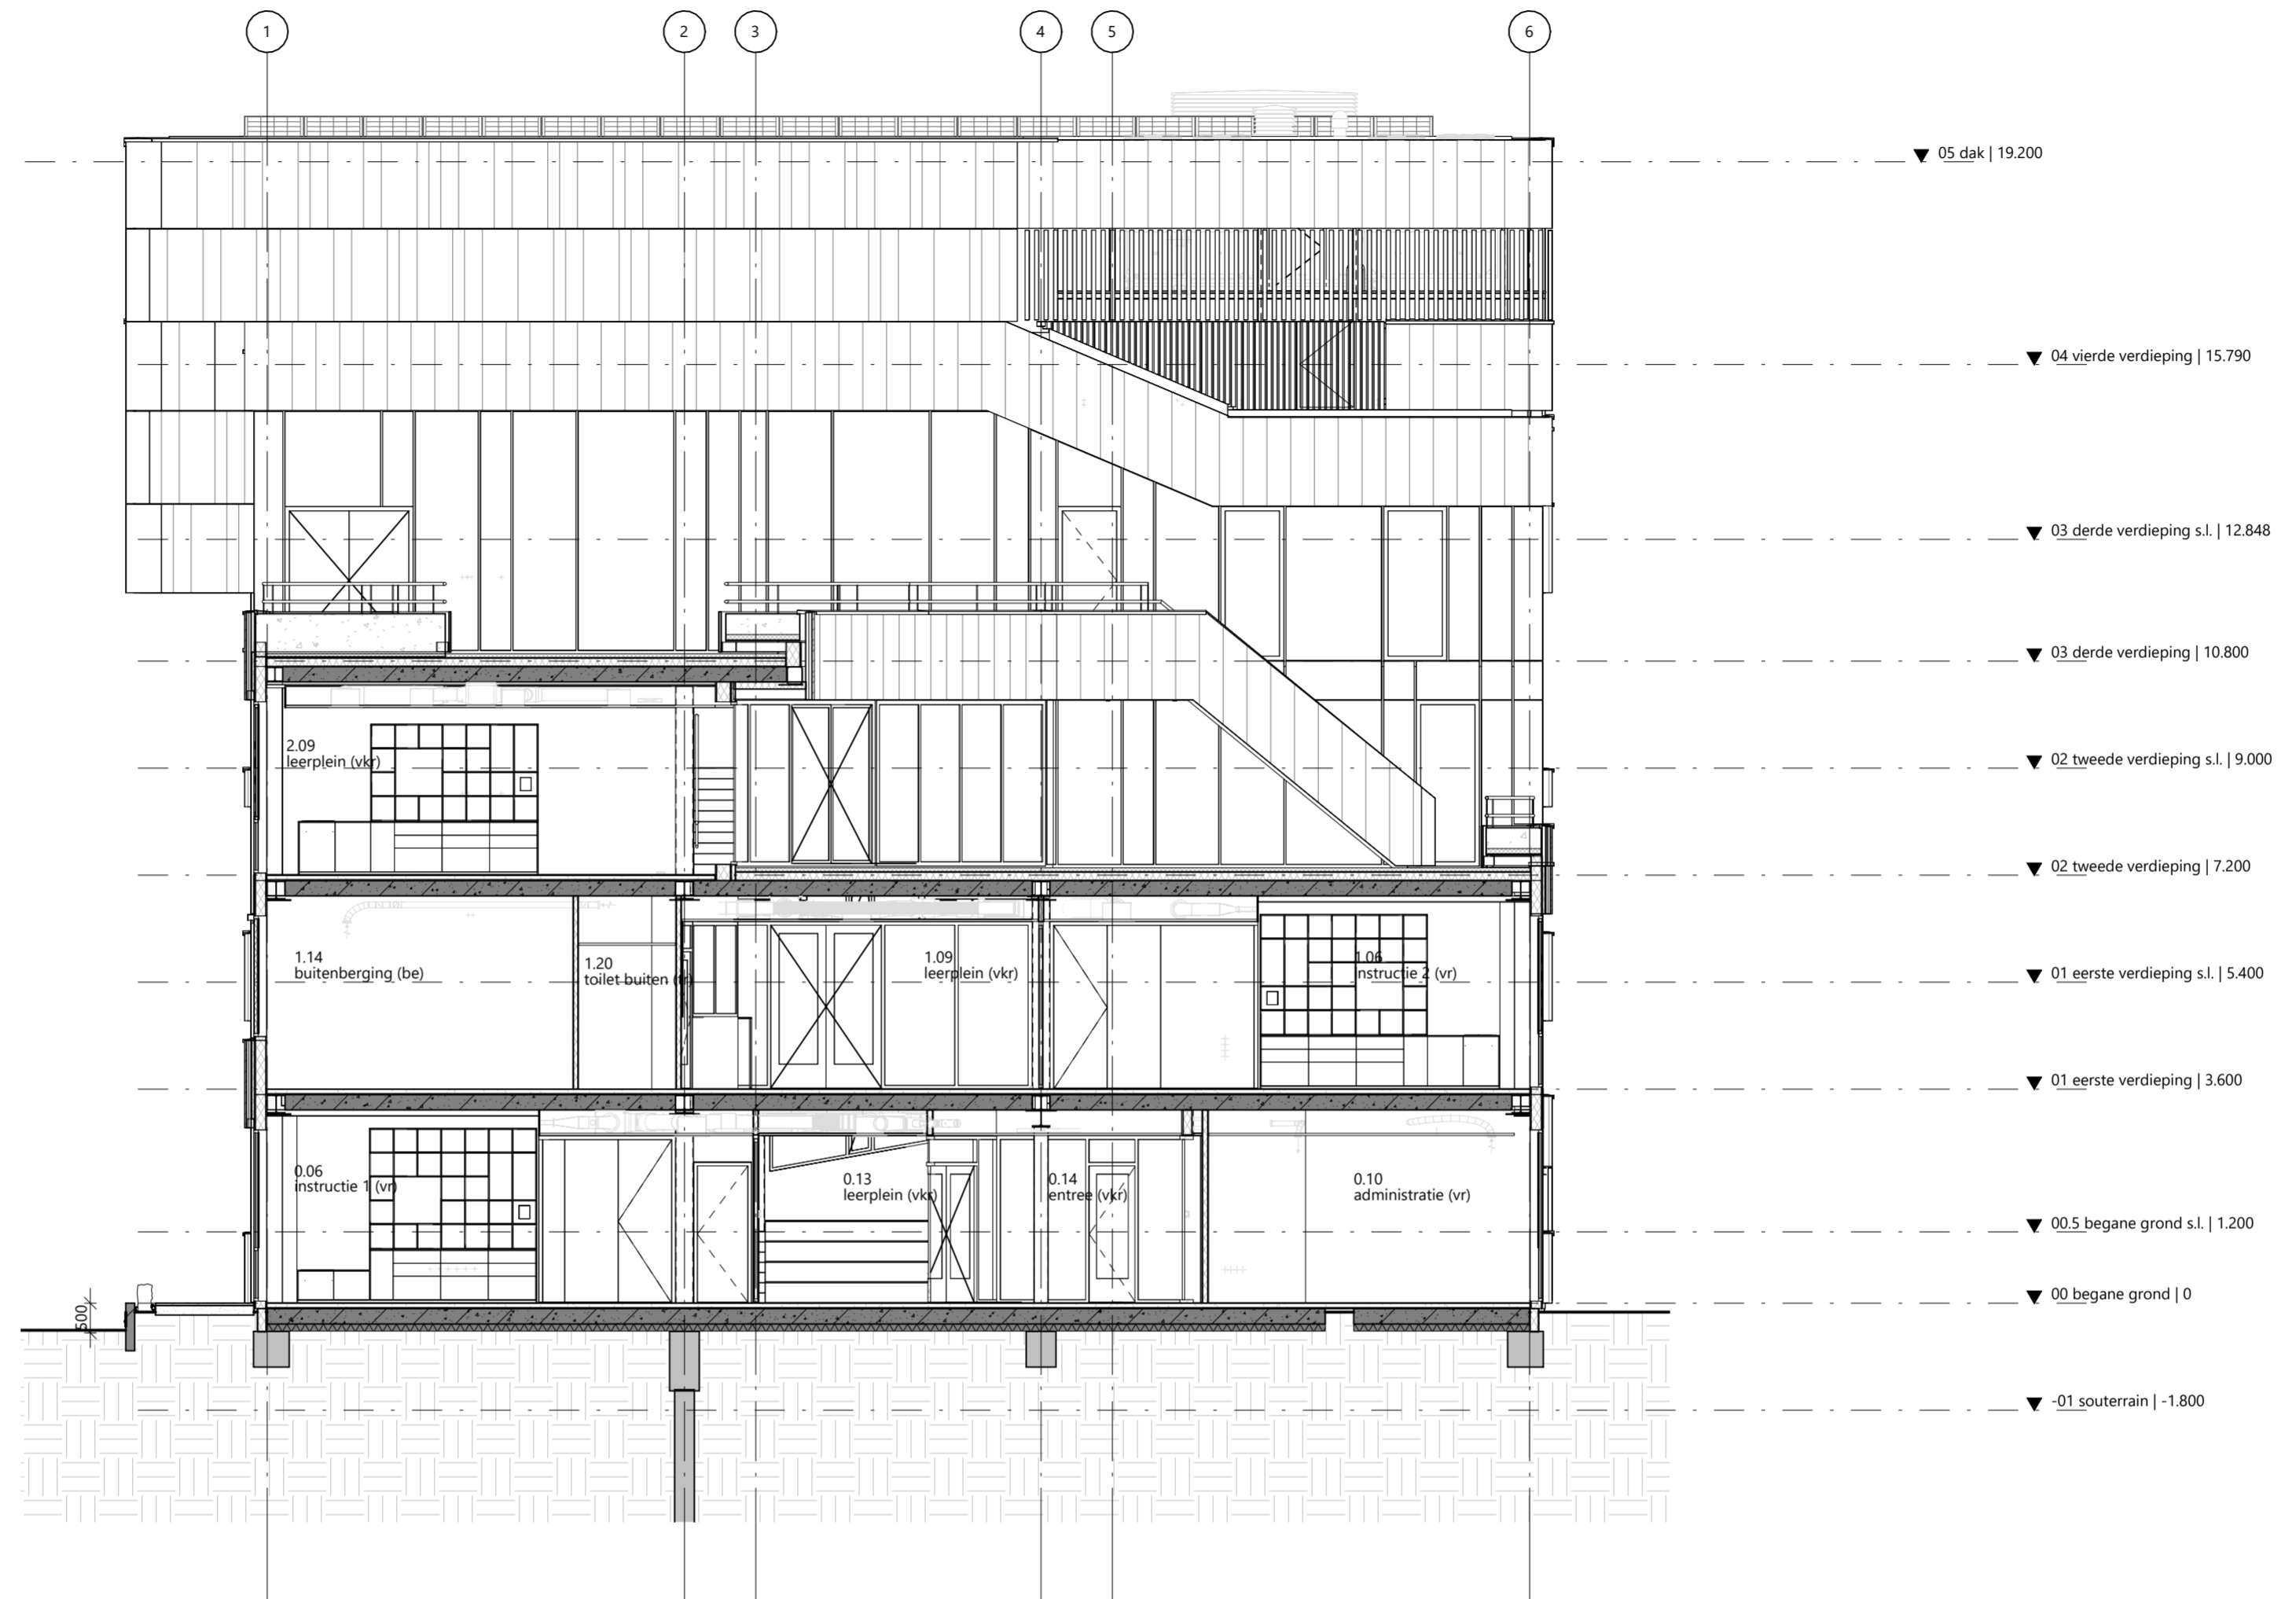 1
2
3
4
5
6
05 dak | 19.200
04 vierde verdieping | 15.790
03 derde verdieping s.l. | 12.848
03 derde verdieping | 10.800
2.09
leerplein (vkr)
02 tweede verdieping s.l. | 9.000
02 tweede verdieping | 7.200
1.14
buitenberging (be)
1.20
toilet buiten (tr)
1.09
leerplein (vkr)
1.06
instructie 2 (vr)
01 eerste verdieping s.l. | 5.400
01 eerste verdieping | 3.600
0.06
instructie 1 (vr)
0.13
leerplein (vkr)
0.14
entree (vkr)
0.10
administratie (vr)
00.5 begane grond s.l. | 1.200
00 begane grond | 0
500
-01 souterrain | -1.800